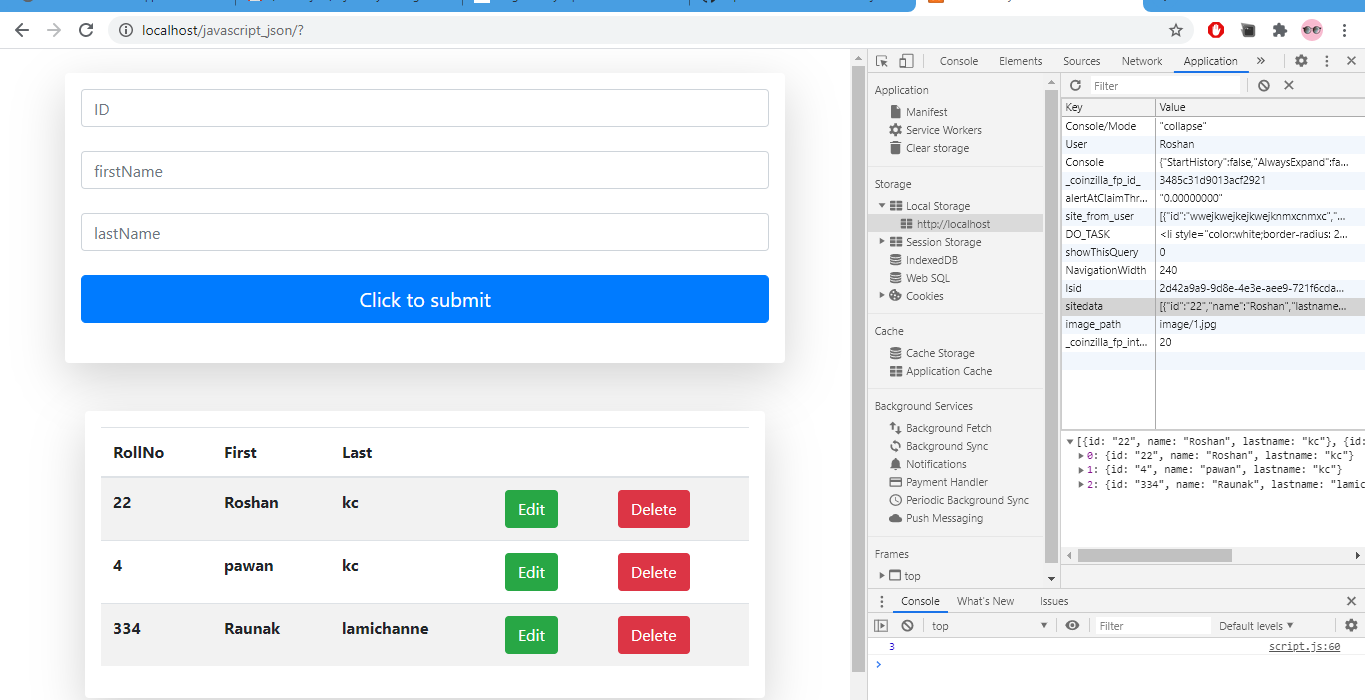 localhost/javascript_json/?
ID
firstName
lastName
Click to submit
RollNo First Last
22 Roshan kc Edit Delete
4 pawan kc Edit Delete
334 Raunak lamichanne Edit Delete
Console Elements Sources Network Application »
Application
Manifest
Service Workers
Clear storage
Storage
Local Storage
http://localhost
Session Storage
IndexedDB
Web SQL
Cookies
Cache
Cache Storage
Application Cache
Background Services
Background Fetch
Background Sync
Notifications
Payment Handler
Periodic Background Sync
Push Messaging
Frames
top
Filter
Key Value
Console/Mode "collapse"
User Roshan
Console {"StartHistory":false,"AlwaysExpand":fa...
_coinzilla_fp_id_ 3485c31d9013acf2921
alertAtClaimThr... "0.00000000"
site_from_user [{"id":"wwejkwejkejkwejknmxcnmxc","...
DO_TASK <li style="color:white;border-radius: 2...
showThisQuery 0
NavigationWidth 240
lsid 2d42a9a9-9d8e-4e3e-aee9-721f6cda...
sitedata [{"id":"22","name":"Roshan","lastname...
image_path image/1.jpg
_coinzilla_fp_int... 20
[{id: "22", name: "Roshan", lastname: "kc"}, {id:
0: {id: "22", name: "Roshan", lastname: "kc"}
1: {id: "4", name: "pawan", lastname: "kc"}
2: {id: "334", name: "Raunak", lastname: "lamic
Console What's New Issues
top Filter Default levels
3 script.js:60